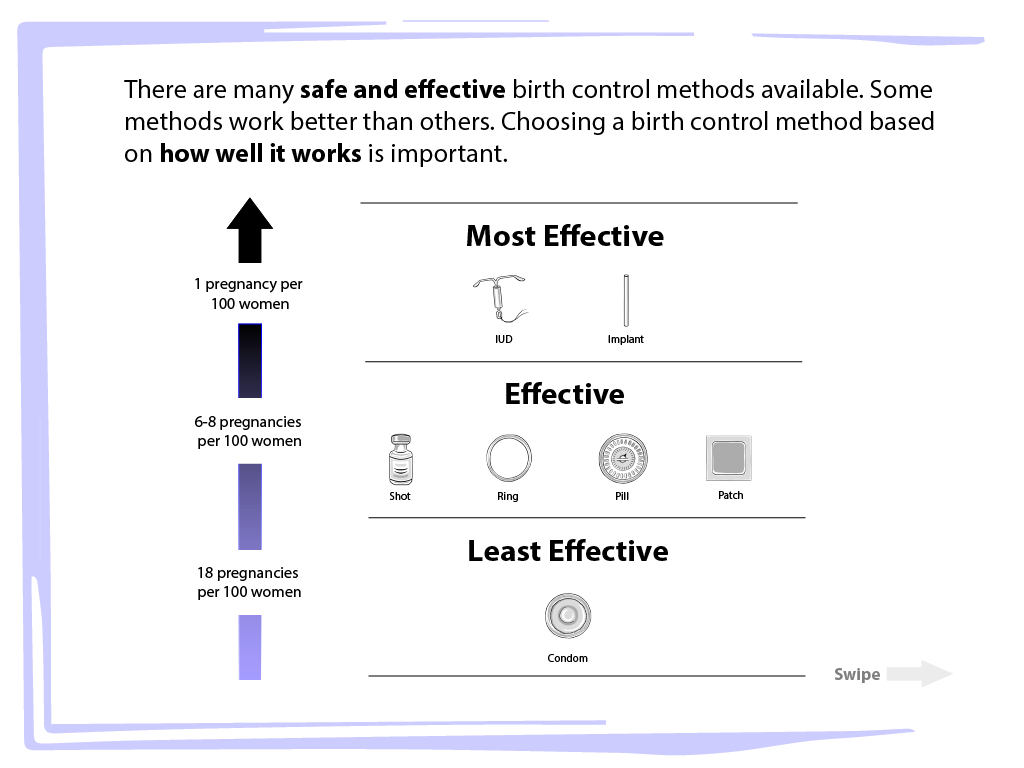 There are many safe and effective birth control methods available. Some
methods work better than others. Choosing a birth control method based
on how well it works is important.
1 pregnancy per
100 women
6-8 pregnancies
per 100 women
18 pregnancies
per 100 women
Most Effective
IUD
Implant
Effective
Shot
Ring
Pill
Patch
Least Effective
Condom
Swipe